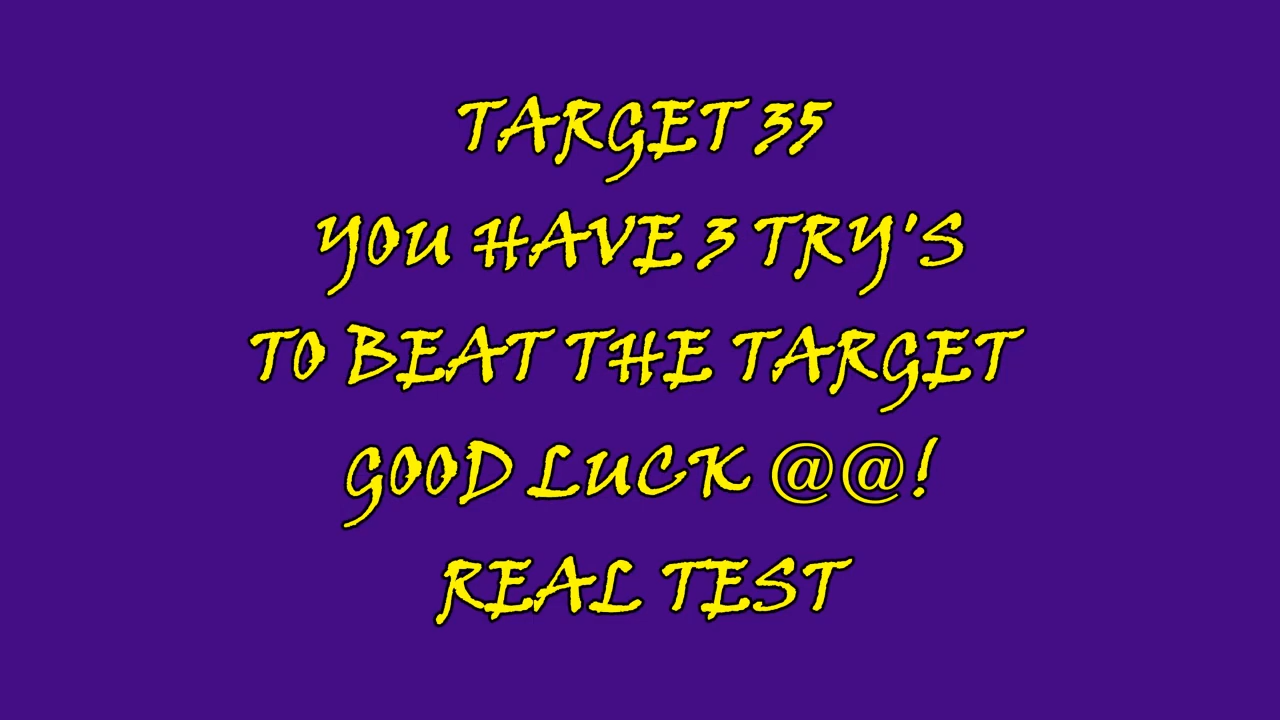 TARGET 35
YOU HAVE 3 TRY'S
TO BEAT THE TARGET
GOOD LUCK @@!
REAL TEST